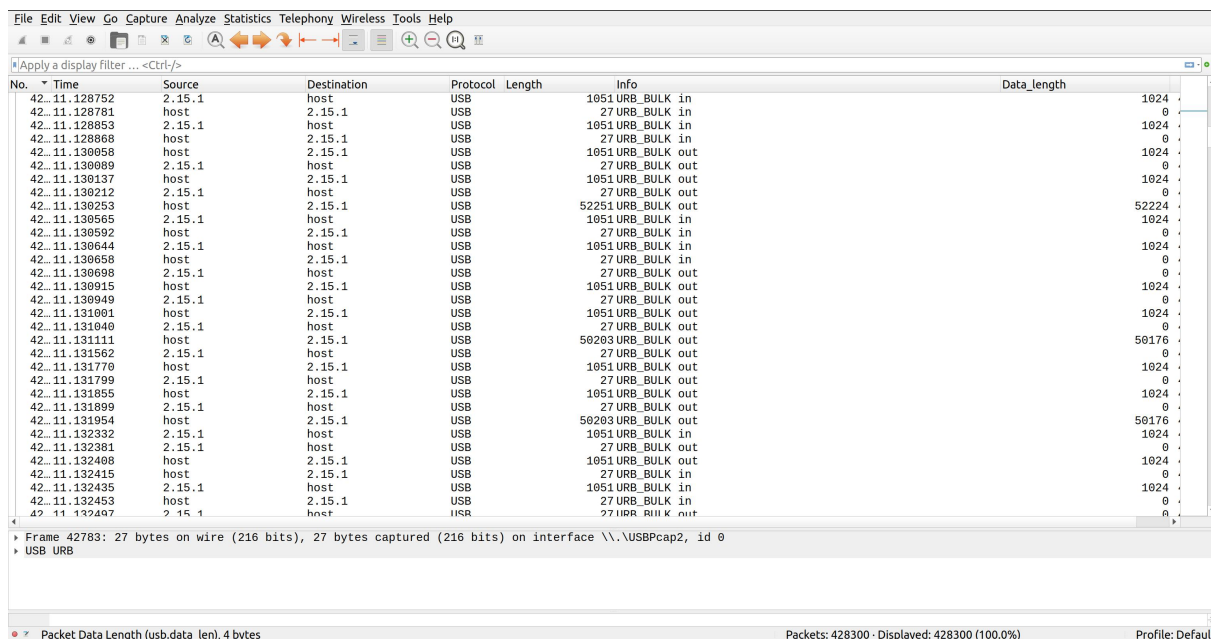 File Edit View Go Capture Analyze Statistics Telephony Wireless Tools Help
Apply a display filter … <Ctrl-/>
No. Time Source Destination Protocol Length Info Data_length
42… 11.128752 2.15.1 host USB 1051 URB_BULK in 1024
42… 11.128781 host 2.15.1 USB 27 URB_BULK in 0
42… 11.128853 2.15.1 host USB 1051 URB_BULK in 1024
42… 11.128868 host 2.15.1 USB 27 URB_BULK in 0
42… 11.130058 host 2.15.1 USB 1051 URB_BULK out 1024
42… 11.130089 2.15.1 host USB 27 URB_BULK out 0
42… 11.130137 host 2.15.1 USB 1051 URB_BULK out 1024
42… 11.130212 2.15.1 host USB 27 URB_BULK out 0
42… 11.130253 host 2.15.1 USB 52251 URB_BULK out 52224
42… 11.130565 2.15.1 host USB 1051 URB_BULK in 1024
42… 11.130592 host 2.15.1 USB 27 URB_BULK in 0
42… 11.130644 2.15.1 host USB 1051 URB_BULK in 1024
42… 11.130658 host 2.15.1 USB 27 URB_BULK in 0
42… 11.130698 2.15.1 host USB 27 URB_BULK out 0
42… 11.130915 host 2.15.1 USB 1051 URB_BULK out 1024
42… 11.130949 2.15.1 host USB 27 URB_BULK out 0
42… 11.131001 host 2.15.1 USB 1051 URB_BULK out 1024
42… 11.131040 2.15.1 host USB 27 URB_BULK out 0
42… 11.131111 host 2.15.1 USB 50203 URB_BULK out 50176
42… 11.131562 2.15.1 host USB 27 URB_BULK out 0
42… 11.131770 host 2.15.1 USB 1051 URB_BULK out 1024
42… 11.131799 2.15.1 host USB 27 URB_BULK out 0
42… 11.131855 host 2.15.1 USB 1051 URB_BULK out 1024
42… 11.131899 2.15.1 host USB 27 URB_BULK out 0
42… 11.131954 host 2.15.1 USB 50203 URB_BULK out 50176
42… 11.132332 2.15.1 host USB 1051 URB_BULK in 1024
42… 11.132381 2.15.1 host USB 27 URB_BULK out 0
42… 11.132408 host 2.15.1 USB 1051 URB_BULK out 1024
42… 11.132415 host 2.15.1 USB 27 URB_BULK in 0
42… 11.132435 2.15.1 host USB 1051 URB_BULK in 1024
42… 11.132453 host 2.15.1 USB 27 URB_BULK in 0
42… 11.132497 2.15.1 host USB 27 URB_BULK out 0
Frame 42783: 27 bytes on wire (216 bits), 27 bytes captured (216 bits) on interface \\.\USBPcap2, id 0
USB URB
Packet Data Length (usb.data_len), 4 bytes Packets: 428300 · Displayed: 428300 (100.0%) Profile: Defaul